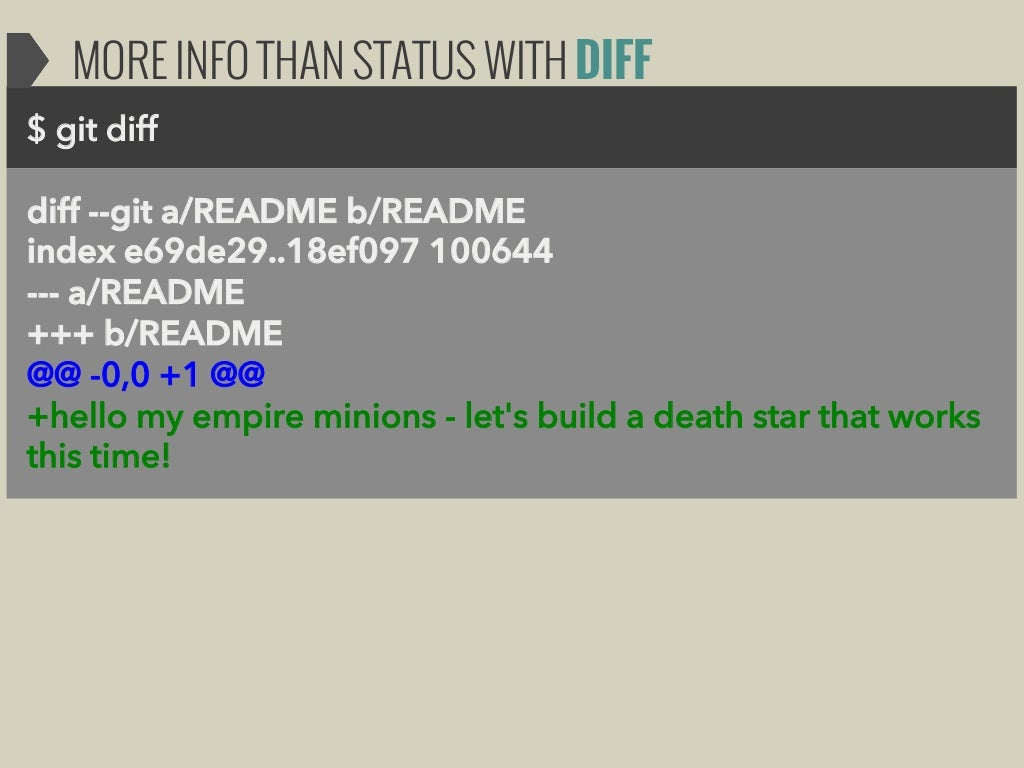 MORE INFO THAN STATUS WITH DIFF
$ git diff
diff --git a/README b/README
index e69de29..18ef097 100644
--- a/README
+++ b/README
@@ -0,0 +1 @@
+hello my empire minions - let's build a death star that works
this time!